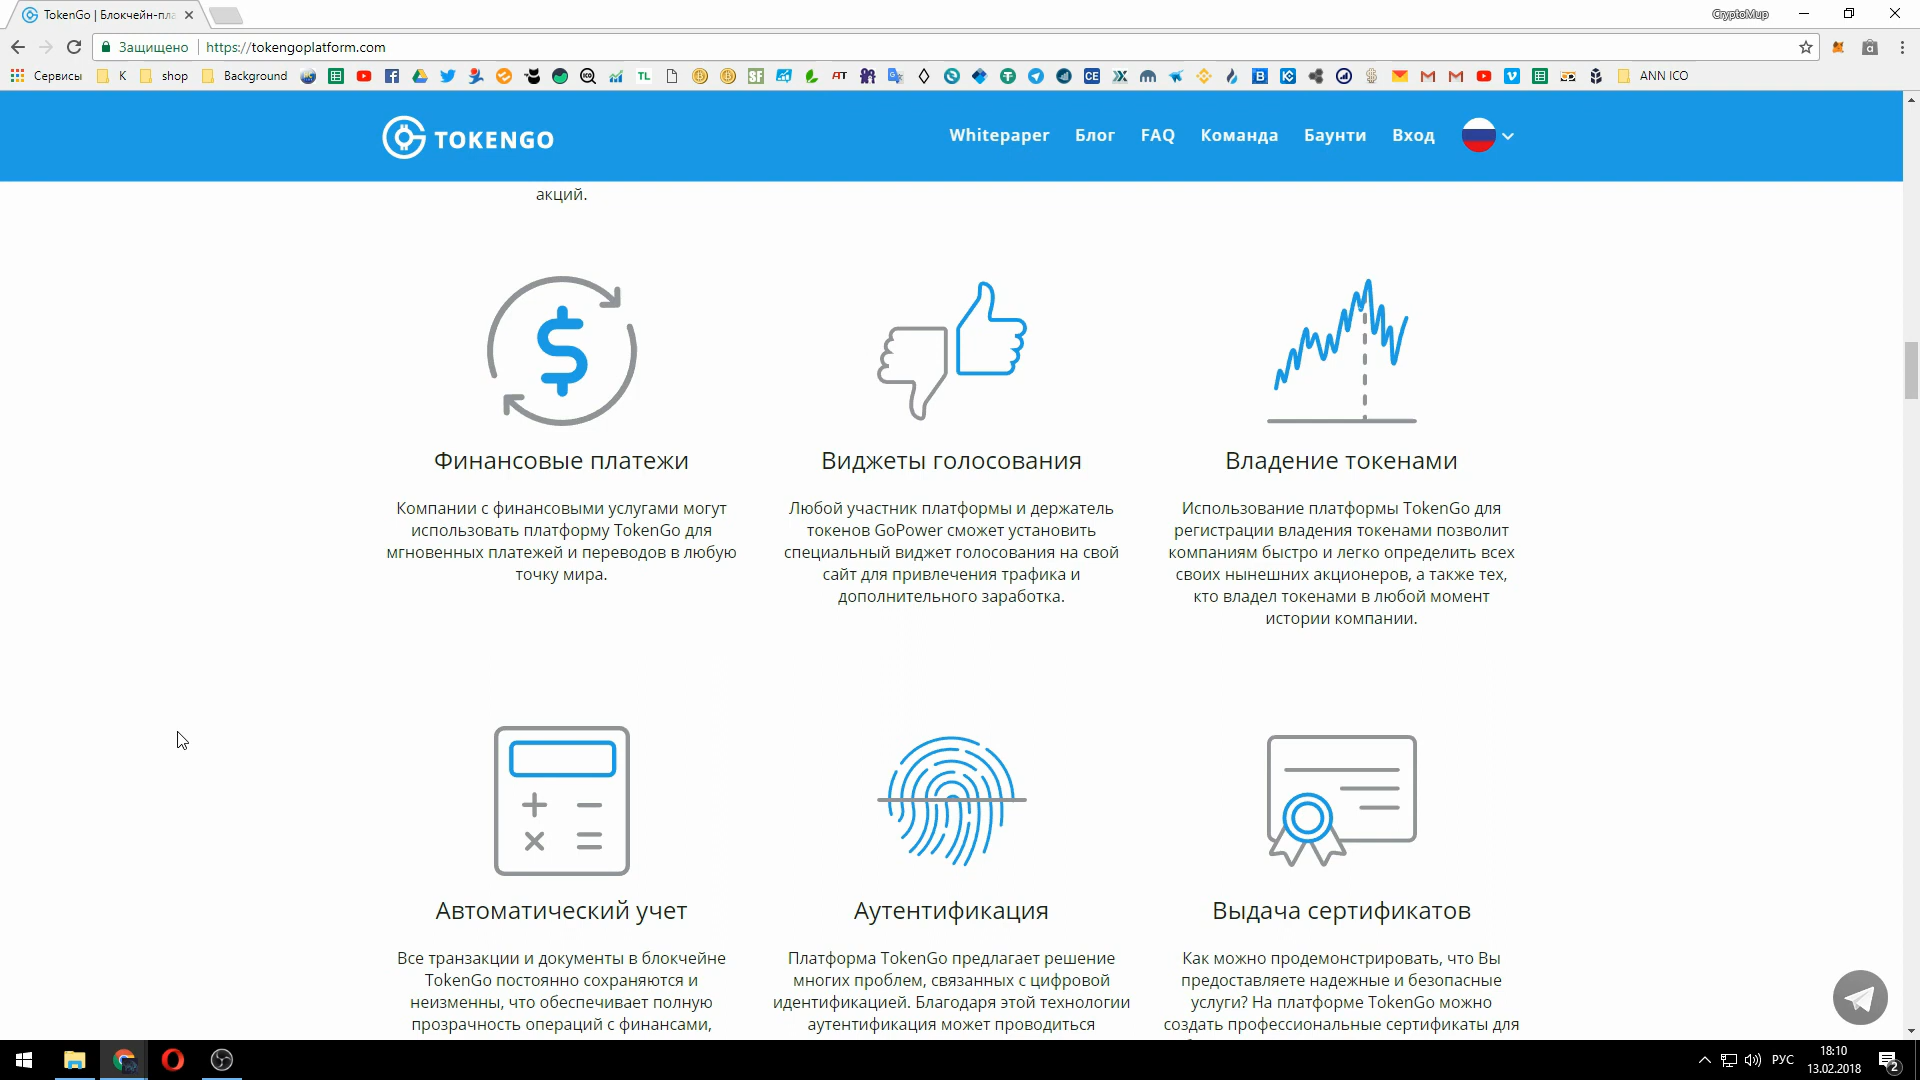 TokenGo | Блокчейн-пла
CryptoMup
Защищено https://tokengoplatform.com
Сервисы К shop Background ANN ICO
TOKENGO Whitepaper Блог FAQ Команда Баунти Вход
акций.
Финансовые платежи
Компании с финансовыми услугами могут
использовать платформу TokenGo для
мгновенных платежей и переводов в любую
точку мира.
Виджеты голосования
Любой участник платформы и держатель
токенов GoPower сможет установить
специальный виджет голосования на свой
сайт для привлечения трафика и
дополнительного заработка.
Владение токенами
Использование платформы TokenGo для
регистрации владения токенами позволит
компаниям быстро и легко определить всех
своих нынешних акционеров, а также тех,
кто владел токенами в любой момент
истории компании.
Автоматический учет
Все транзакции и документы в блокчейне
TokenGo постоянно сохраняются и
неизменны, что обеспечивает полную
прозрачность операций с финансами,
Аутентификация
Платформа TokenGo предлагает решение
многих проблем, связанных с цифровой
идентификацией. Благодаря этой технологии
аутентификация может проводиться
Выдача сертификатов
Как можно продемонстрировать, что Вы
предоставляете надежные и безопасные
услуги? На платформе TokenGo можно
создать профессиональные сертификаты для
РУС
18:10
13.02.2018
2